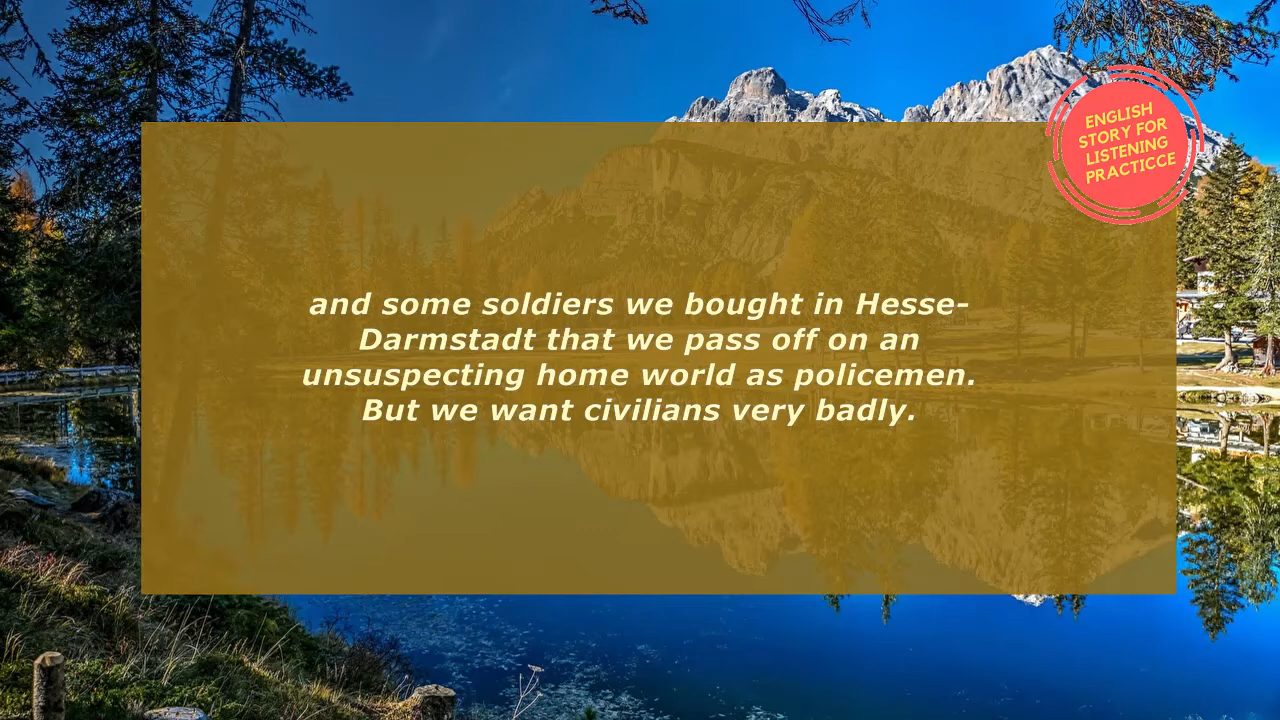 ENGLISH
STORY FOR
LISTENING
PRACTICCE
and some soldiers we bought in Hesse-
Darmstadt that we pass off on an
unsuspecting home world as policemen.
But we want civilians very badly.